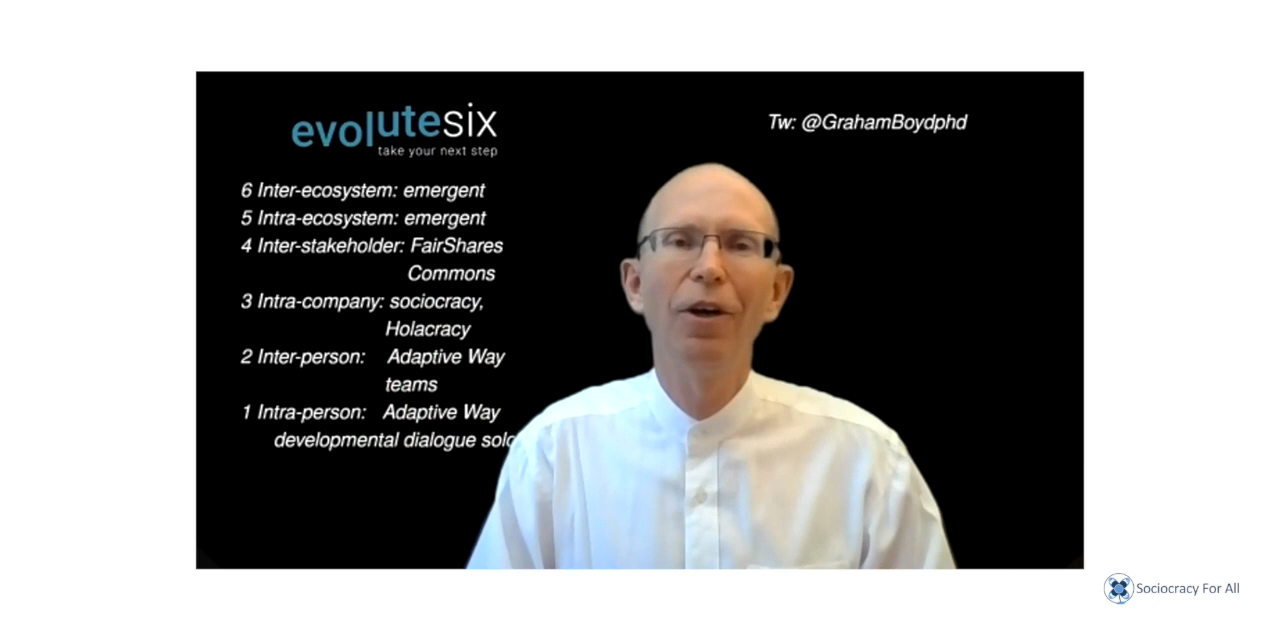 evolutesix
take your next step
Tw: @GrahamBoydphd
6 Inter-ecosystem: emergent
5 Intra-ecosystem: emergent
4 Inter-stakeholder: FairShares
Commons
3 Intra-company: sociocracy,
Holacracy
2 Inter-person: Adaptive Way
teams
1 Intra-person: Adaptive Way
developmental dialogue solo
Sociocracy For All